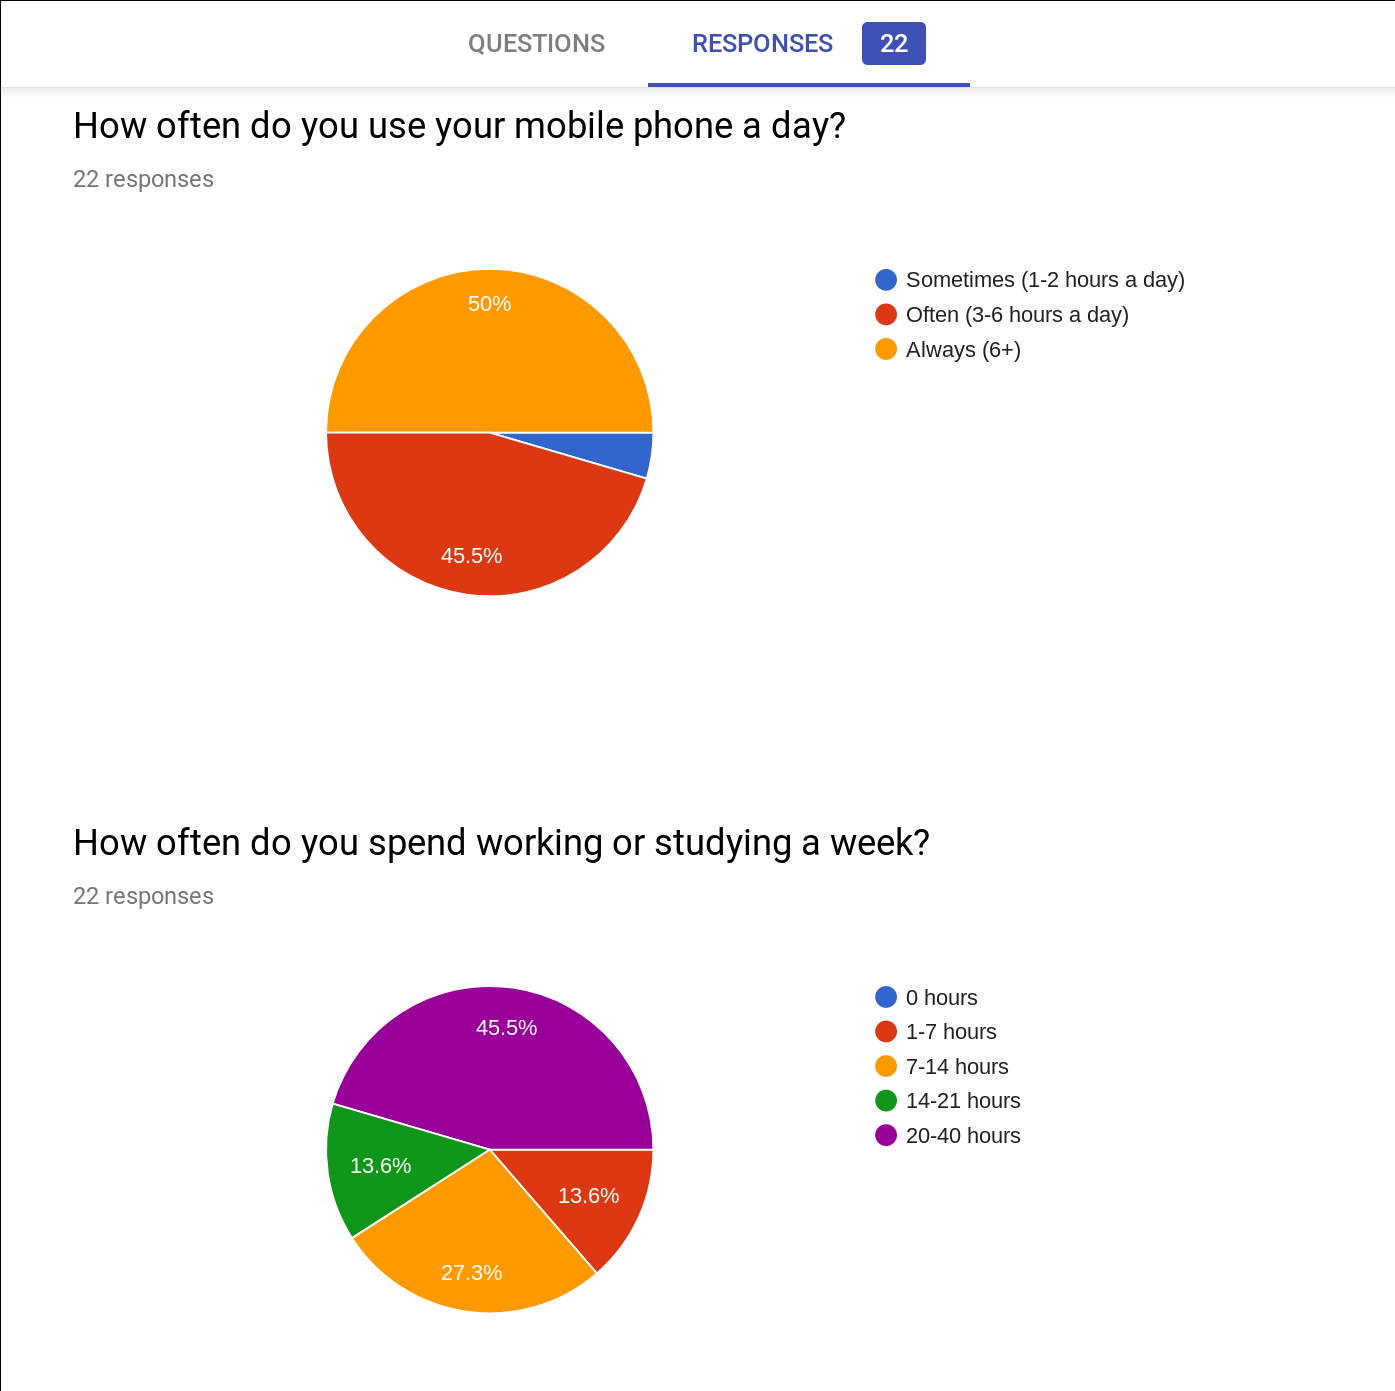 QUESTIONS RESPONSES 22
How often do you use your mobile phone a day?
22 responses
Sometimes (1-2 hours a day)
Often (3-6 hours a day)
Always (6+)
50%
45.5%
How often do you spend working or studying a week?
22 responses
0 hours
1-7 hours
7-14 hours
14-21 hours
20-40 hours
45.5%
13.6%
13.6%
27.3%